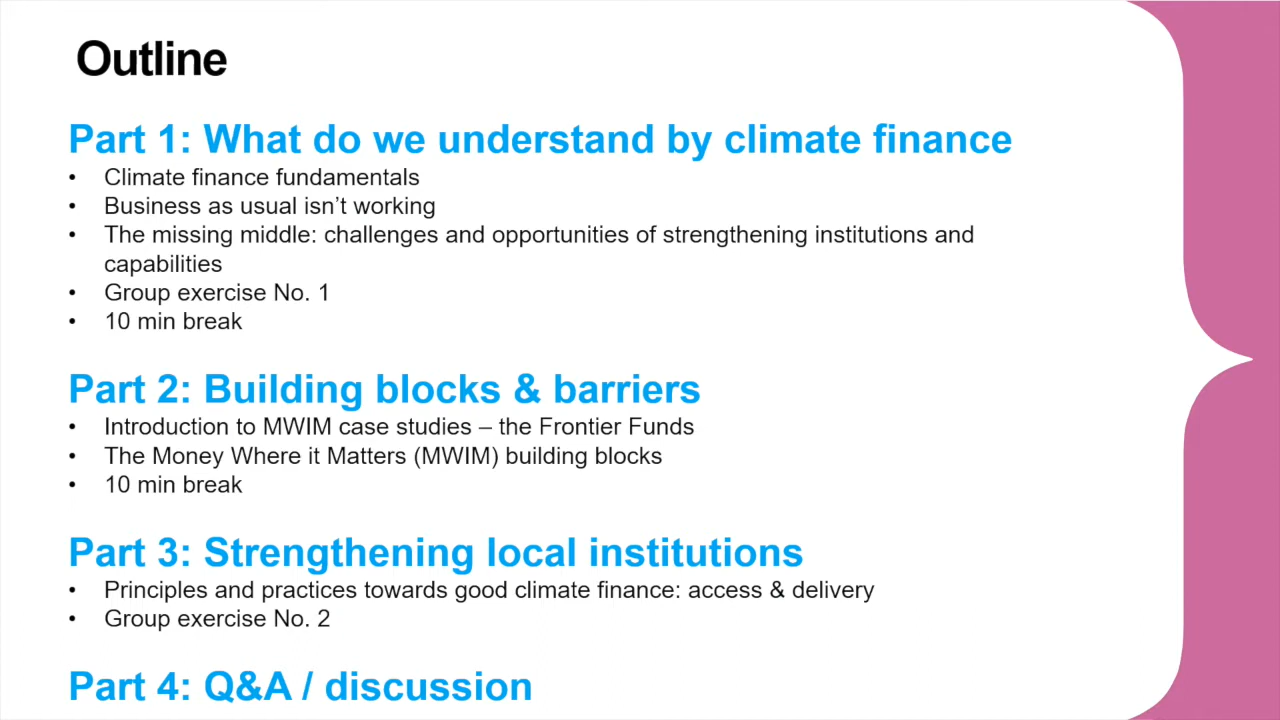 Outline
Part 1: What do we understand by climate finance
• Climate finance fundamentals
• Business as usual isn’t working
• The missing middle: challenges and opportunities of strengthening institutions and
capabilities
• Group exercise No. 1
• 10 min break
Part 2: Building blocks & barriers
• Introduction to MWIM case studies – the Frontier Funds
• The Money Where it Matters (MWIM) building blocks
• 10 min break
Part 3: Strengthening local institutions
• Principles and practices towards good climate finance: access & delivery
• Group exercise No. 2
Part 4: Q&A / discussion